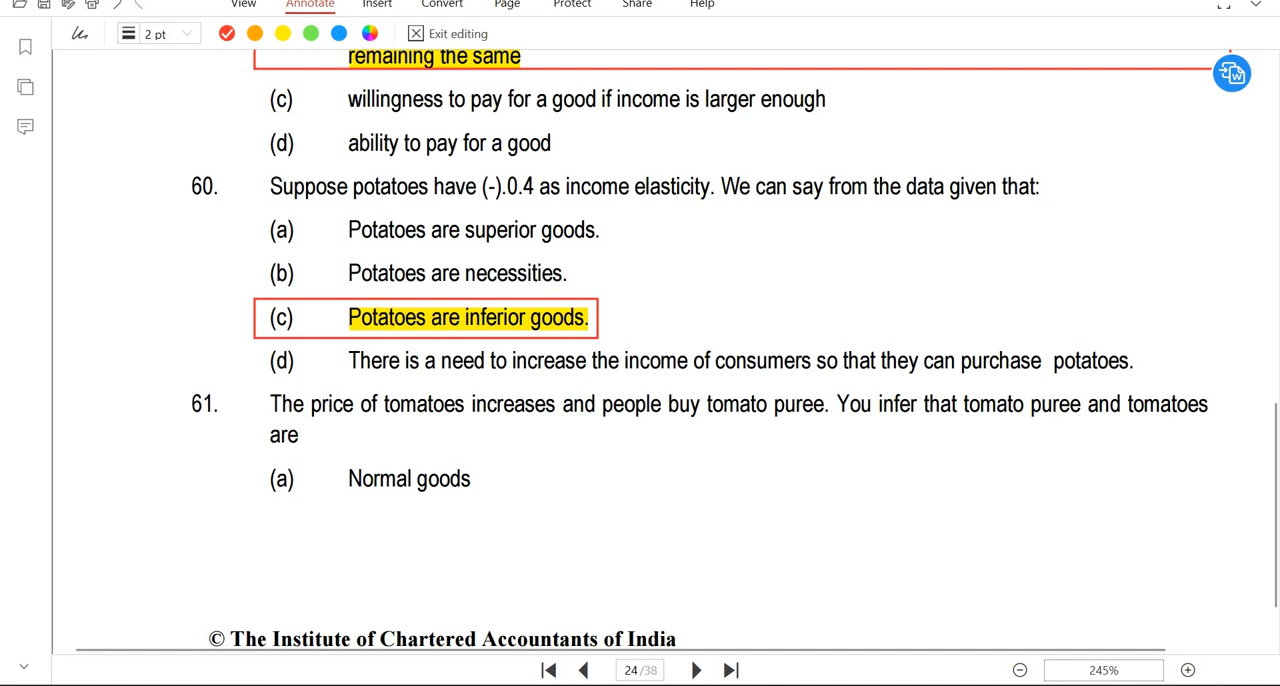 View Annotate Insert Convert Page Protect Share Help
2 pt Exit editing
remaining the same
(c) willingness to pay for a good if income is larger enough
(d) ability to pay for a good
60. Suppose potatoes have (-).0.4 as income elasticity. We can say from the data given that:
(a) Potatoes are superior goods.
(b) Potatoes are necessities.
(c) Potatoes are inferior goods.
(d) There is a need to increase the income of consumers so that they can purchase potatoes.
61. The price of tomatoes increases and people buy tomato puree. You infer that tomato puree and tomatoes
are
(a) Normal goods
© The Institute of Chartered Accountants of India
24/38 245%